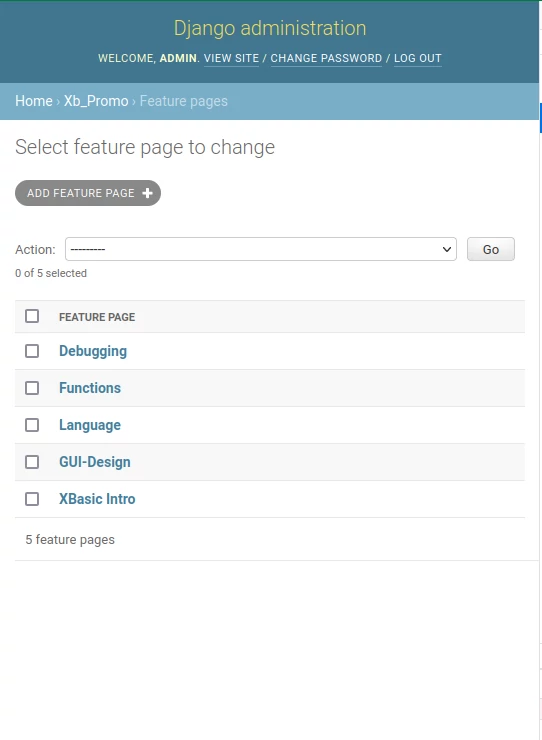 Django administration
WELCOME, ADMIN. VIEW SITE / CHANGE PASSWORD / LOG OUT
Home › Xb_Promo › Feature pages
Select feature page to change
ADD FEATURE PAGE +
Action: --------- Go
0 of 5 selected
FEATURE PAGE
Debugging
Functions
Language
GUI-Design
XBasic Intro
5 feature pages